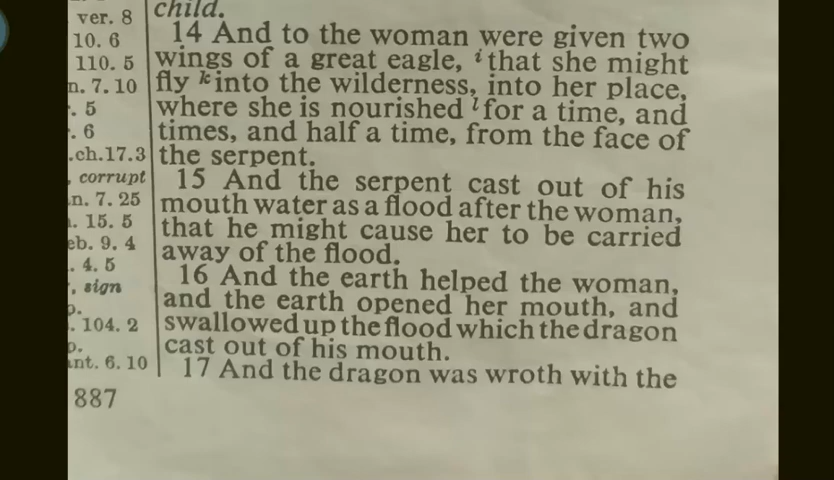 ver. 8
10. 6
110. 5
n. 7. 10
. 5
. 6
.ch.17.3
, corrupt
n. 7. 25
. 15. 5
eb. 9. 4
. 4. 5
, sign
p.
. 104. 2
p.
nt. 6. 10
887
child.
14 And to the woman were given two
wings of a great eagle, i that she might
fly k into the wilderness, into her place,
where she is nourished l for a time, and
times, and half a time, from the face of
the serpent.
15 And the serpent cast out of his
mouth water as a flood after the woman,
that he might cause her to be carried
away of the flood.
16 And the earth helped the woman,
and the earth opened her mouth, and
swallowed up the flood which the dragon
cast out of his mouth.
17 And the dragon was wroth with the